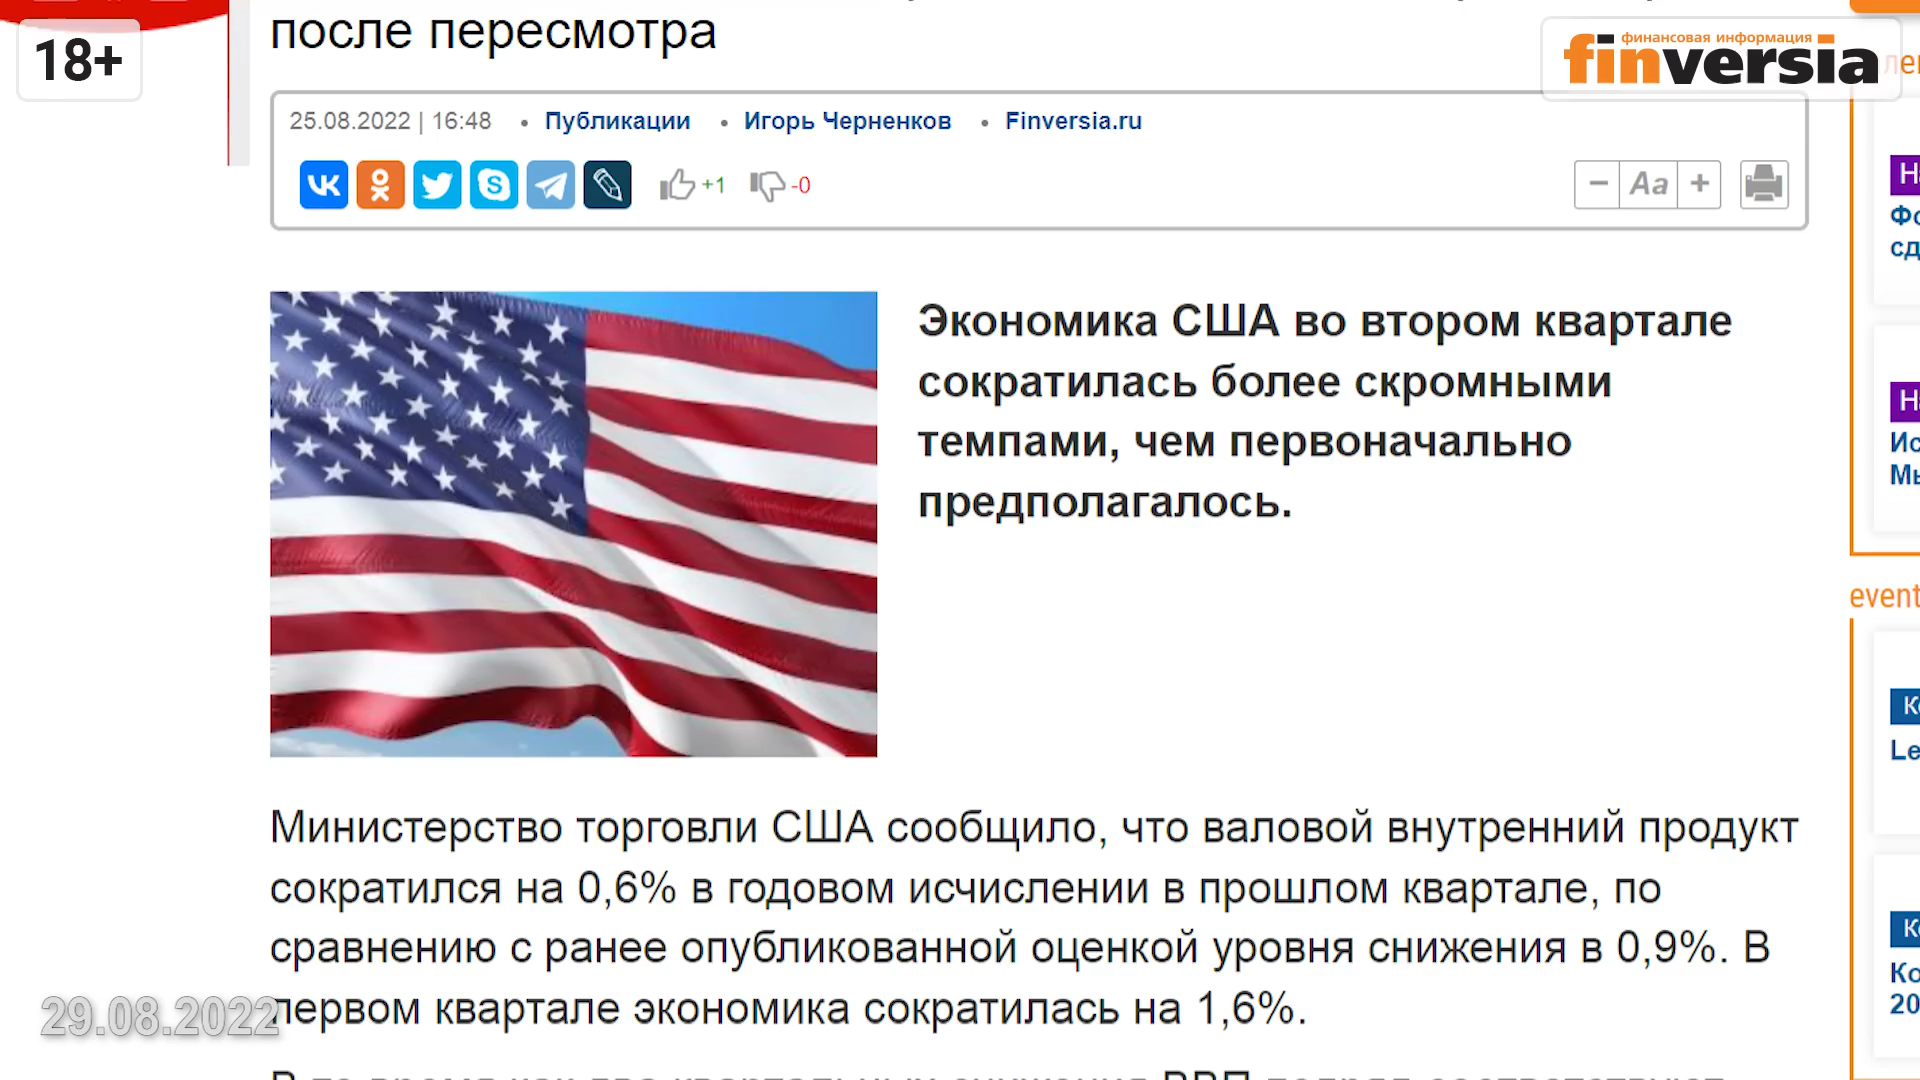 после пересмотра
18+
финансовая информация
finversia
25.08.2022 | 16:48 • Публикации • Игорь Черненков • Finversia.ru
+1 -0
− Aa +
Экономика США во втором квартале
сократилась более скромными
темпами, чем первоначально
предполагалось.
Министерство торговли США сообщило, что валовой внутренний продукт
сократился на 0,6% в годовом исчислении в прошлом квартале, по
сравнению с ранее опубликованной оценкой уровня снижения в 0,9%. В
первом квартале экономика сократилась на 1,6%.
29.08.2022
event